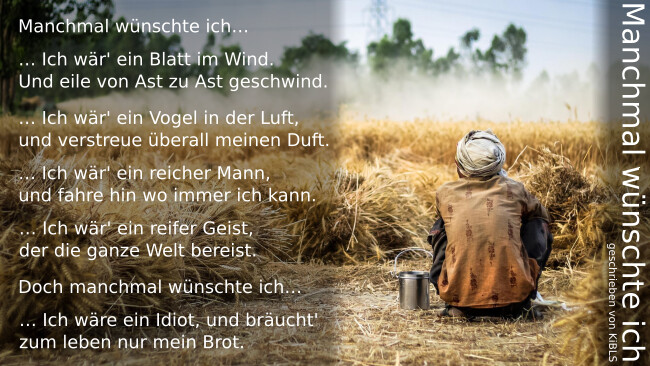 Manchmal wünschte ich...
... Ich wär' ein Blatt im Wind.
Und eile von Ast zu Ast geschwind.
... Ich wär' ein Vogel in der Luft,
und verstreue überall meinen Duft.
... Ich wär' ein reicher Mann,
und fahre hin wo immer ich kann.
... Ich wär' ein reifer Geist,
der die ganze Welt bereist.
Doch manchmal wünschte ich...
... Ich wäre ein Idiot, und bräucht'
zum leben nur mein Brot.
Manchmal wünschte ich
geschrieben von KiBLS